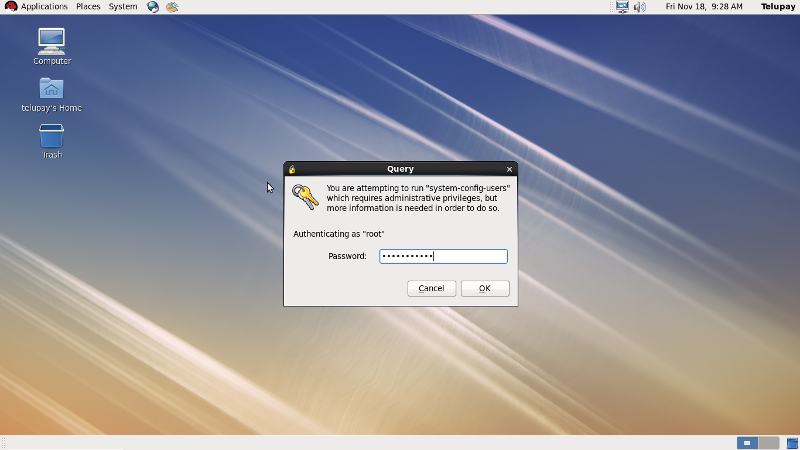 Applications Places System Fri Nov 18, 9:28 AM Telupay
Computer
telupay's Home
Trash
Query
You are attempting to run "system-config-users"
which requires administrative privileges, but
more information is needed in order to do so.
Authenticating as "root"
Password: •••••••••••
Cancel OK